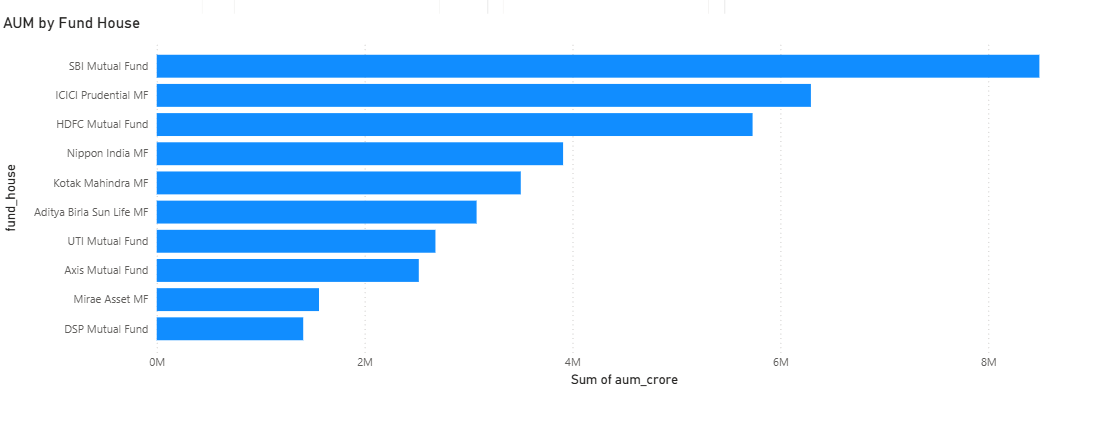 AUM by Fund House
fund_house
SBI Mutual Fund
ICICI Prudential MF
HDFC Mutual Fund
Nippon India MF
Kotak Mahindra MF
Aditya Birla Sun Life MF
UTI Mutual Fund
Axis Mutual Fund
Mirae Asset MF
DSP Mutual Fund
0M 2M 4M 6M 8M
Sum of aum_crore